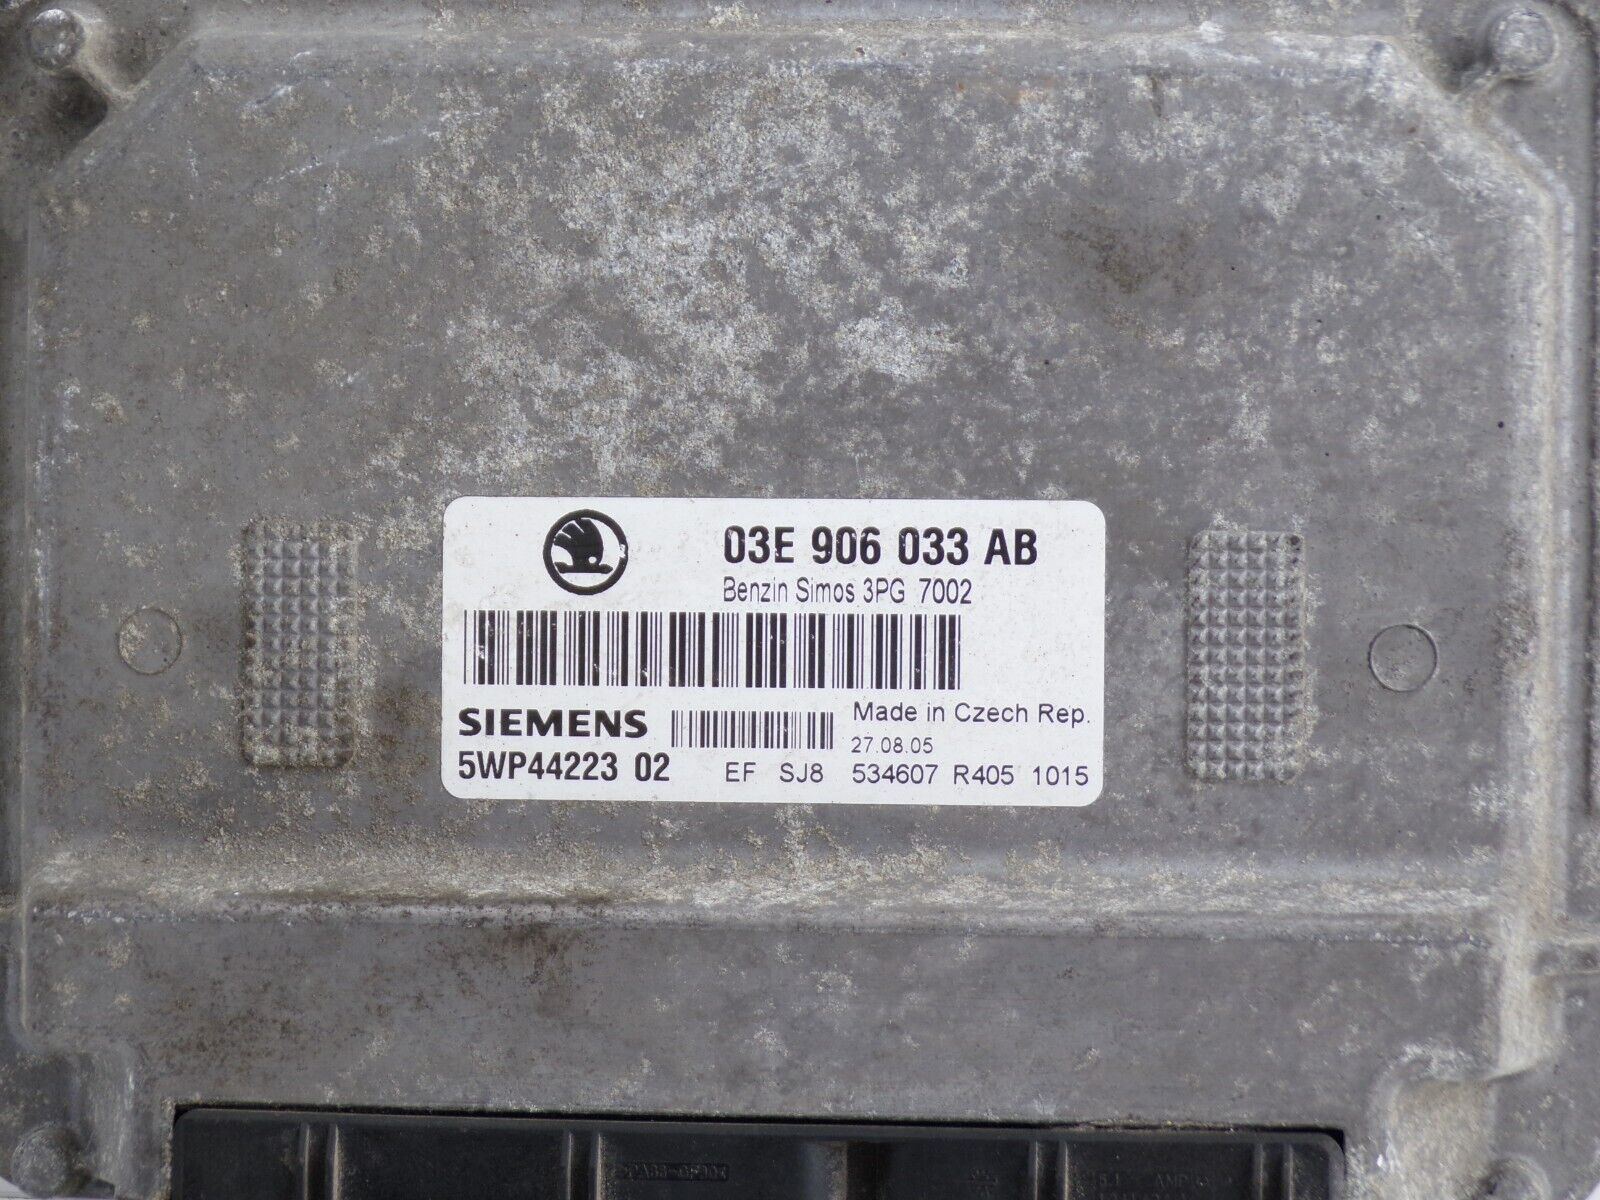 03E 906 033 AB
Benzin Simos 3PG 7002
SIEMENS
Made in Czech Rep.
27.08.05
5WP44223 02
EF SJ8 534607 R405 1015
AMP